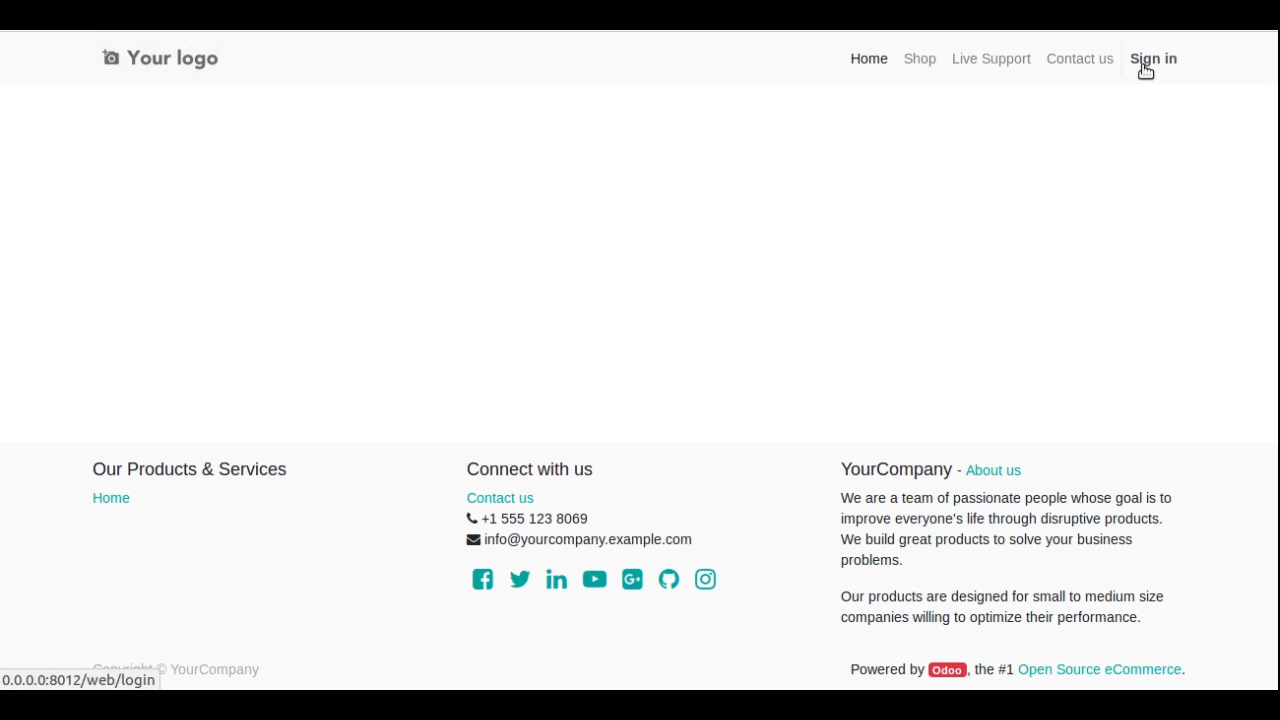 Your logo
Home Shop Live Support Contact us Sign in
Our Products & Services
Home
Connect with us
Contact us
+1 555 123 8069
info@yourcompany.example.com
YourCompany - About us
We are a team of passionate people whose goal is to
improve everyone's life through disruptive products.
We build great products to solve your business
problems.
Our products are designed for small to medium size
companies willing to optimize their performance.
Copyright © YourCompany
Powered by Odoo, the #1 Open Source eCommerce.
0.0.0.0:8012/web/login